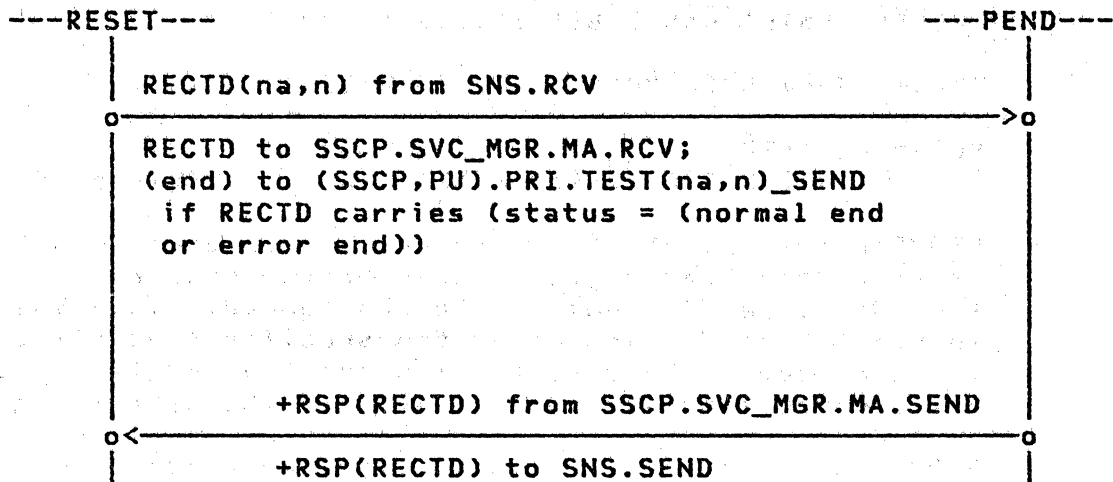 ---RESET--- ---PEND---
RECTD(na,n) from SNS.RCV
RECTD to SSCP.SVC_MGR.MA.RCV;
(end) to (SSCP,PU).PRI.TEST(na,n)_SEND
if RECTD carries (status = (normal end
or error end))
+RSP(RECTD) from SSCP.SVC_MGR.MA.SEND
+RSP(RECTD) to SNS.SEND